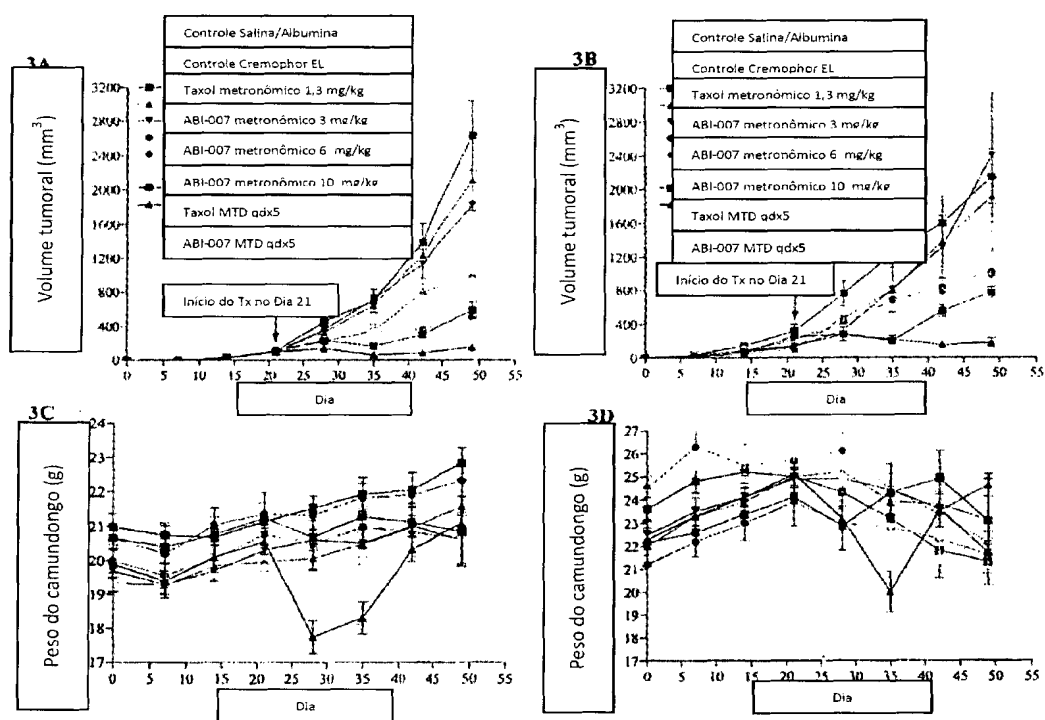 3A
Controle Salina/Albumina
Controle Cremophor EL
Taxol metronômico 1,3 mg/kg
ABI-007 metronômico 3 mg/kg
ABI-007 metronômico 6 mg/kg
ABI-007 metronômico 10 mg/kg
Taxol MTD qdx5
ABI-007 MTD qdx5
Início do Tx no Dia 21
Volume tumoral (mm³)
3200
2800
2400
2000
1600
1200
800
400
0
0 5 10 15 20 25 30 35 40 45 50 55
Dia
3B
Controle Salina/Albumina
Controle Cremophor EL
Taxol metronômico 1,3 mg/kg
ABI-007 metronômico 3 mg/kg
ABI-007 metronômico 6 mg/kg
ABI-007 metronômico 10 mg/kg
Taxol MTD qdx5
ABI-007 MTD qdx5
Início do Tx no Dia 21
Volume tumoral (mm³)
3200
2800
2400
2000
1600
1200
800
400
0
0 5 10 15 20 25 30 35 40 45 50 55
Dia
3C
Peso do camundongo (g)
24
23
22
21
20
19
18
17
0 5 10 15 20 25 30 35 40 45 50 55
Dia
3D
Peso do camundongo (g)
27
26
25
24
23
22
21
20
19
18
17
0 5 10 15 20 25 30 35 40 45 50 55
Dia